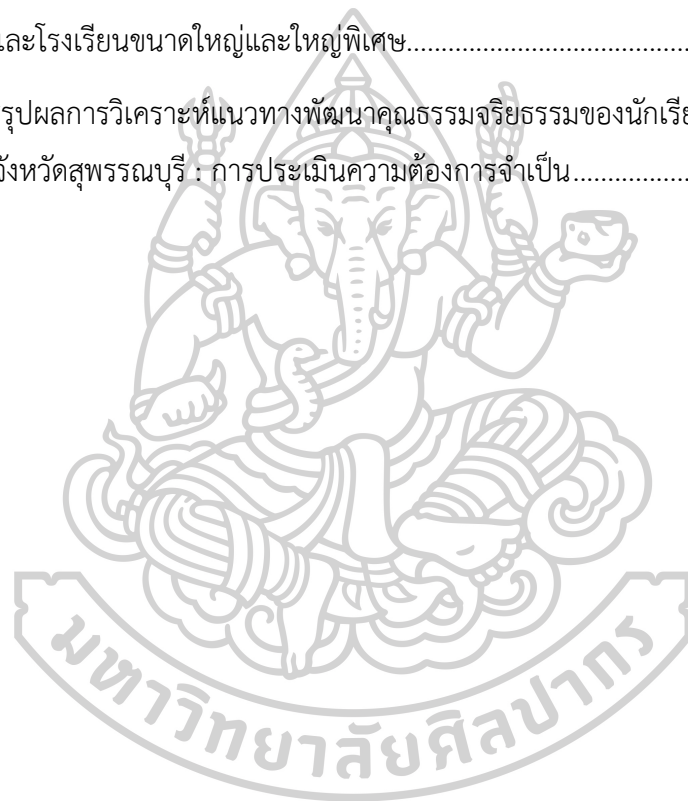 ละโรงเรียนขนาดใหญ่และใหญ่พิเศษ....................................
รุปผลการวิเคราะห์แนวทางพัฒนาคุณธรรมจริยธรรมของนักเรีย
จังหวัดสุพรรณบุรี : การประเมินความต้องการจำเป็น.................
มหาวิทยาลัยศิลปากร